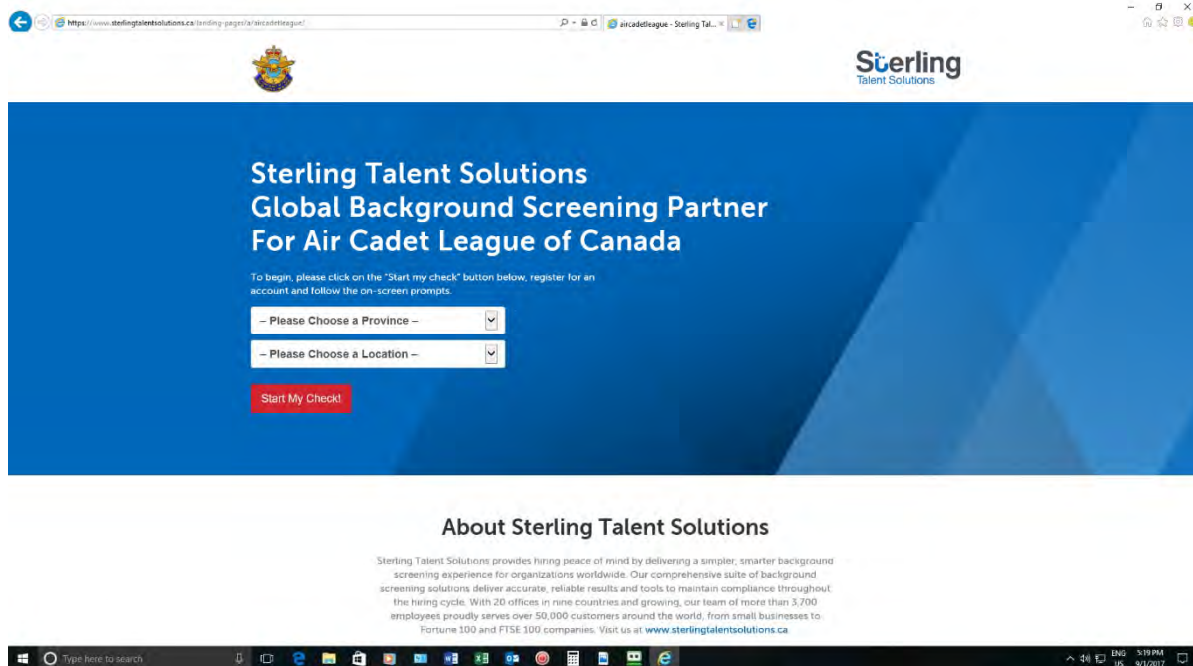 https://www.sterlingtalentsolutions.ca/landing-pages/a/aircadetleague/
aircadetleague - Sterling Tal...
Sterling
Talent Solutions
Sterling Talent Solutions
Global Background Screening Partner
For Air Cadet League of Canada
To begin, please click on the "Start my check" button below, register for an
account and follow the on-screen prompts.
– Please Choose a Province –
– Please Choose a Location –
Start My Check!
About Sterling Talent Solutions
Sterling Talent Solutions provides hiring peace of mind by delivering a simpler, smarter background
screening experience for organizations worldwide. Our comprehensive suite of background
screening solutions deliver accurate, reliable results and tools to maintain compliance throughout
the hiring cycle. With 20 offices in nine countries and growing, our team of more than 3,700
employees proudly serves over 50,000 customers around the world, from small businesses to
Fortune 100 and FTSE 100 companies. Visit us at www.sterlingtalentsolutions.ca
Type here to search
ENG 5:19 PM
US 9/1/2017